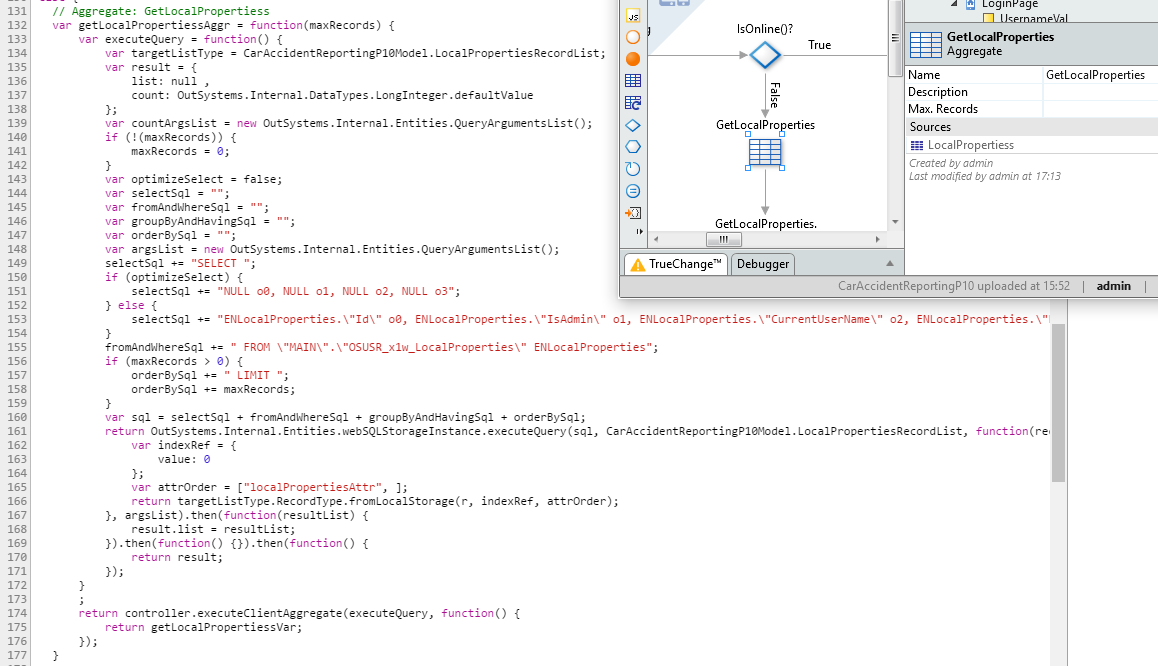 131 // Aggregate: GetLocalPropertiess
132 var getLocalPropertiessAggr = function(maxRecords) {
133 var executeQuery = function() {
134 var targetListType = CarAccidentReportingP10Model.LocalPropertiesRecordList;
135 var result = {
136 list: null ,
137 count: OutSystems.Internal.DataTypes.LongInteger.defaultValue
138 };
139 var countArgsList = new OutSystems.Internal.Entities.QueryArgumentsList();
140 if (!(maxRecords)) {
141 maxRecords = 0;
142 }
143 var optimizeSelect = false;
144 var selectSql = "";
145 var fromAndWhereSql = "";
146 var groupByAndHavingSql = "";
147 var orderBySql = "";
148 var argsList = new OutSystems.Internal.Entities.QueryArgumentsList();
149 selectSql += "SELECT ";
150 if (optimizeSelect) {
151 selectSql += "NULL o0, NULL o1, NULL o2, NULL o3";
152 } else {
153 selectSql += "ENLocalProperties.\"Id\" o0, ENLocalProperties.\"IsAdmin\" o1, ENLocalProperties.\"CurrentUserName\" o2, ENLocalProperties.\"
154 }
155 fromAndWhereSql += " FROM \"MAIN\".\"OSUSR_x1w_LocalProperties\" ENLocalProperties";
156 if (maxRecords > 0) {
157 orderBySql += " LIMIT ";
158 orderBySql += maxRecords;
159 }
160 var sql = selectSql + fromAndWhereSql + groupByAndHavingSql + orderBySql;
161 return OutSystems.Internal.Entities.webSQLStorageInstance.executeQuery(sql, CarAccidentReportingP10Model.LocalPropertiesRecordList, function(re
162 var indexRef = {
163 value: 0
164 };
165 var attrOrder = ["localPropertiesAttr", ];
166 return targetListType.RecordType.fromLocalStorage(r, indexRef, attrOrder);
167 }, argsList).then(function(resultList) {
168 result.list = resultList;
169 }).then(function() {}).then(function() {
170 return result;
171 });
172 }
173 ;
174 return controller.executeClientAggregate(executeQuery, function() {
175 return getLocalPropertiessVar;
176 });
177 }
JS
IsOnline()?
True
False
GetLocalProperties
GetLocalProperties.
TrueChange™
Debugger
LoginPage
UsernameVal
GetLocalProperties
Aggregate
Name GetLocalProperties
Description
Max. Records
Sources
LocalPropertiess
Created by admin
Last modified by admin at 17:13
CarAccidentReportingP10 uploaded at 15:52 | admin |